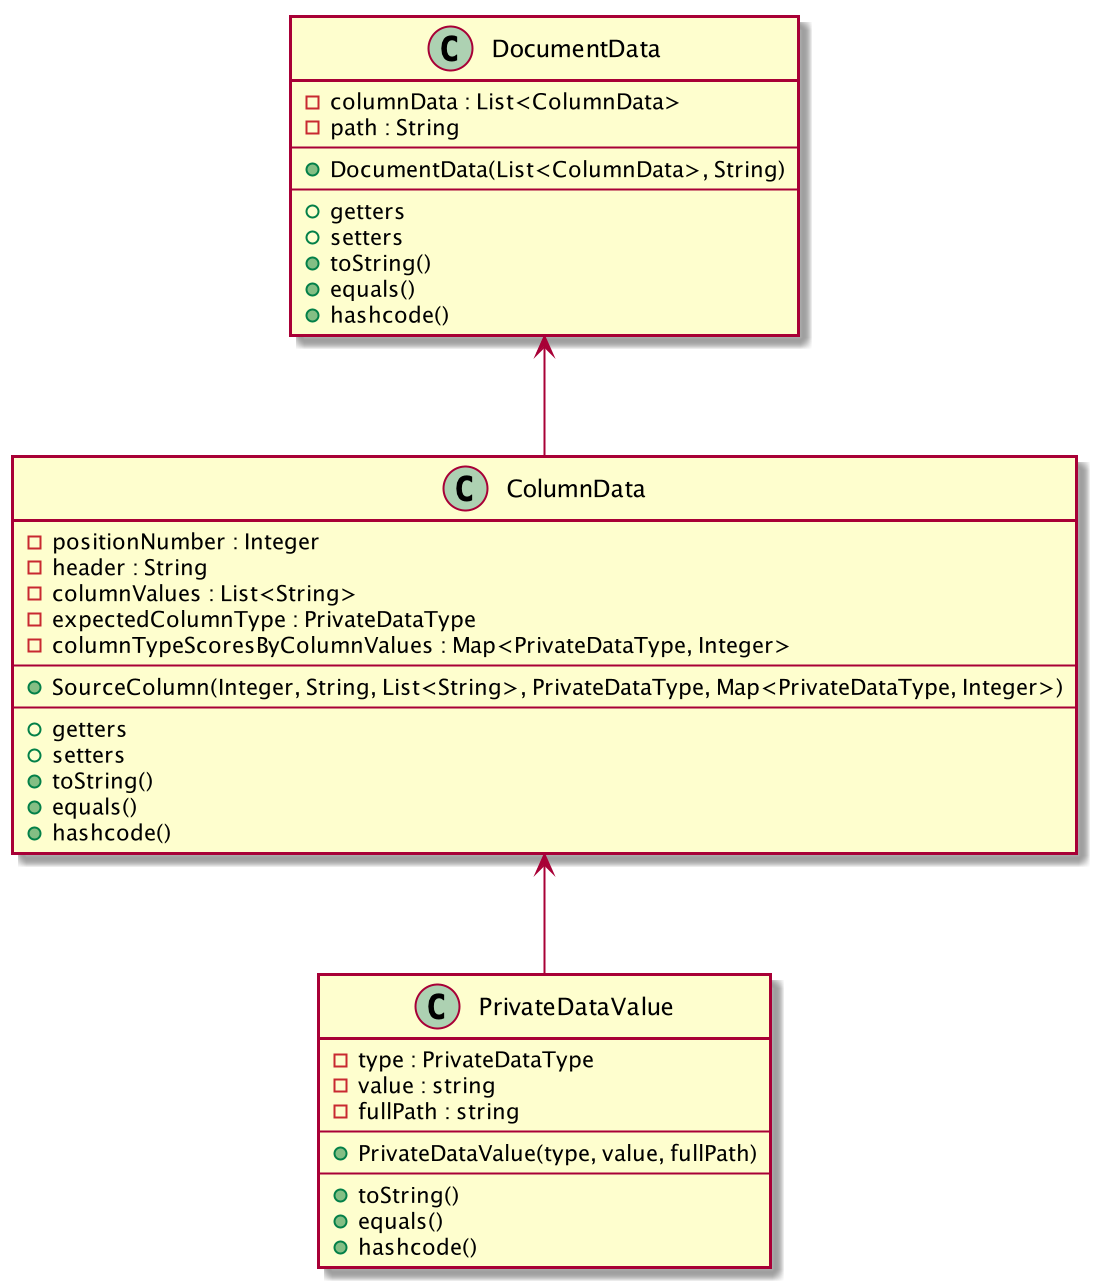 C DocumentData
columnData : List<ColumnData>
path : String
DocumentData(List<ColumnData>, String)
getters
setters
toString()
equals()
hashcode()
C ColumnData
positionNumber : Integer
header : String
columnValues : List<String>
expectedColumnType : PrivateDataType
columnTypeScoresByColumnValues : Map<PrivateDataType, Integer>
SourceColumn(Integer, String, List<String>, PrivateDataType, Map<PrivateDataType, Integer>)
getters
setters
toString()
equals()
hashcode()
C PrivateDataValue
type : PrivateDataType
value : string
fullPath : string
PrivateDataValue(type, value, fullPath)
toString()
equals()
hashcode()